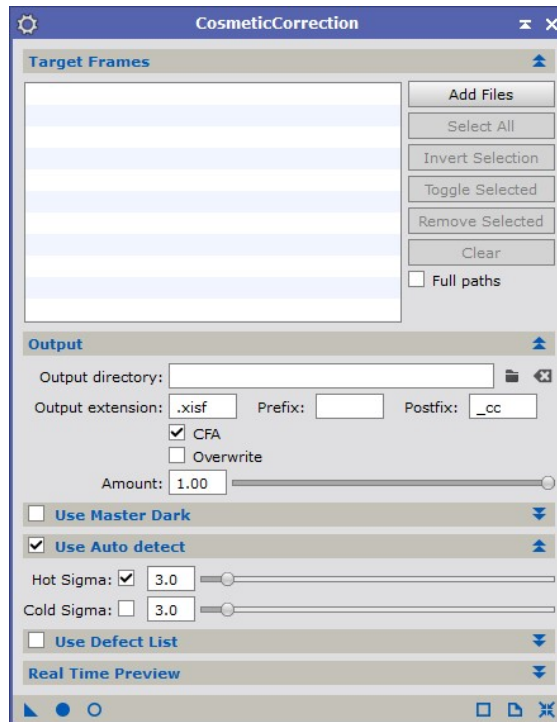 CosmeticCorrection
Target Frames
Add Files
Select All
Invert Selection
Toggle Selected
Remove Selected
Clear
Full paths
Output
Output directory:
Output extension: .xisf Prefix: Postfix: _cc
CFA
Overwrite
Amount: 1.00
Use Master Dark
Use Auto detect
Hot Sigma: 3.0
Cold Sigma: 3.0
Use Defect List
Real Time Preview